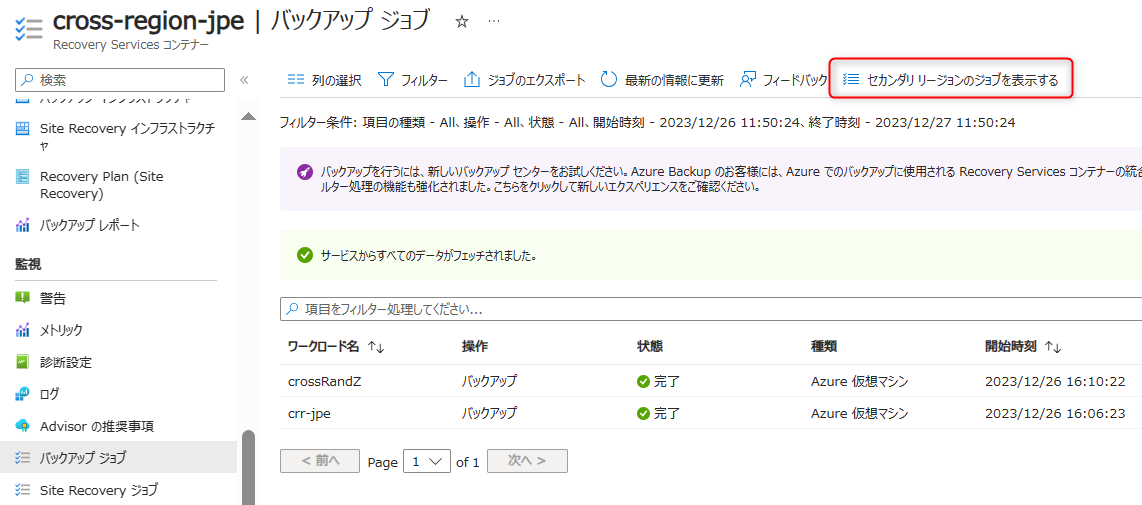 cross-region-jpe | バックアップ ジョブ ☆ …
Recovery Services コンテナー
検索 «
列の選択 フィルター ジョブのエクスポート 最新の情報に更新 フィードバック セカンダリ リージョンのジョブを表示する
バックアップ インフラストラクチャ
Site Recovery インフラストラクチ
ャ
Recovery Plan (Site
Recovery)
バックアップ レポート
監視
警告
メトリック
診断設定
ログ
Advisor の推奨事項
バックアップ ジョブ
Site Recovery ジョブ
フィルター条件: 項目の種類 - All、操作 - All、状態 - All、開始時刻 - 2023/12/26 11:50:24、終了時刻 - 2023/12/27 11:50:24
バックアップを行うには、新しいバックアップ センターをお試しください。Azure Backup のお客様には、Azure でのバックアップに使用される Recovery Services コンテナーの統合
ルター処理の機能も強化されました。こちらをクリックして新しいエクスペリエンスをご確認ください。
サービスからすべてのデータがフェッチされました。
項目をフィルター処理してください...
ワークロード名 ↑↓ 操作 状態 種類 開始時刻 ↑↓
crossRandZ バックアップ 完了 Azure 仮想マシン 2023/12/26 16:10:22
crr-jpe バックアップ 完了 Azure 仮想マシン 2023/12/26 16:06:23
< 前へ Page 1 of 1 次へ >